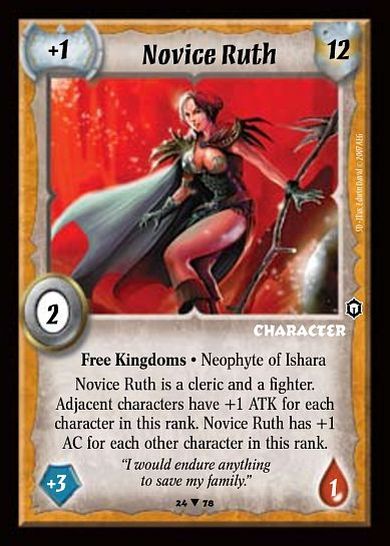 +1
Novice Ruth
12
2
CHARACTER
Free Kingdoms • Neophyte of Ishara
Novice Ruth is a cleric and a fighter.
Adjacent characters have +1 ATK for each
character in this rank. Novice Ruth has +1
AC for each other character in this rank.
“I would endure anything
to save my family.”
+3
24 ▼ 78
1